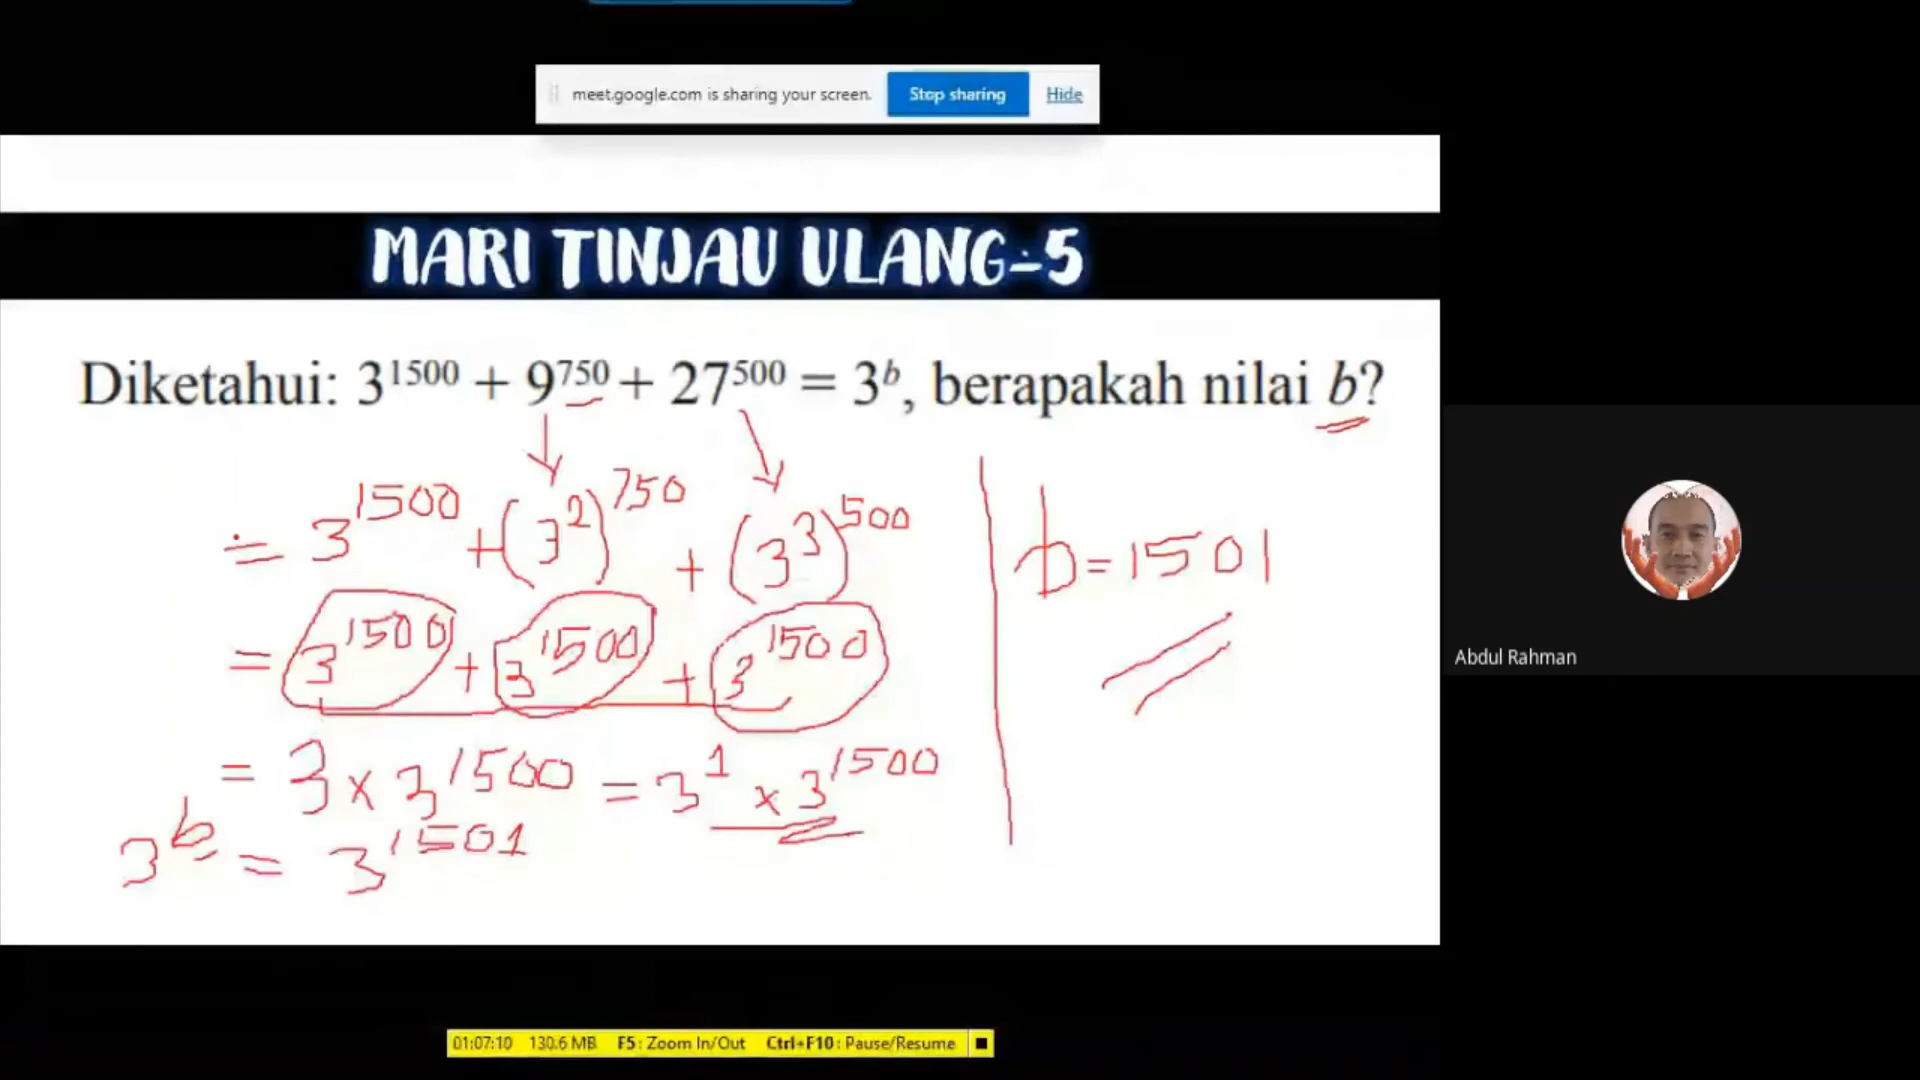 meet.google.com is sharing your screen. Stop sharing Hide
MARI TINJAU ULANG-5
Diketahui: 3^1500 + 9^750 + 27^500 = 3^b, berapakah nilai b?
= 3^1500 + (3^2)^750 + (3^3)^500
= 3^1500 + 3^1500 + 3^1500
= 3 × 3^1500 = 3^1 × 3^1500
3^b = 3^1501
b = 1501
Abdul Rahman
01:07:10 130.6 MB F5: Zoom In/Out Ctrl+F10: Pause/Resume